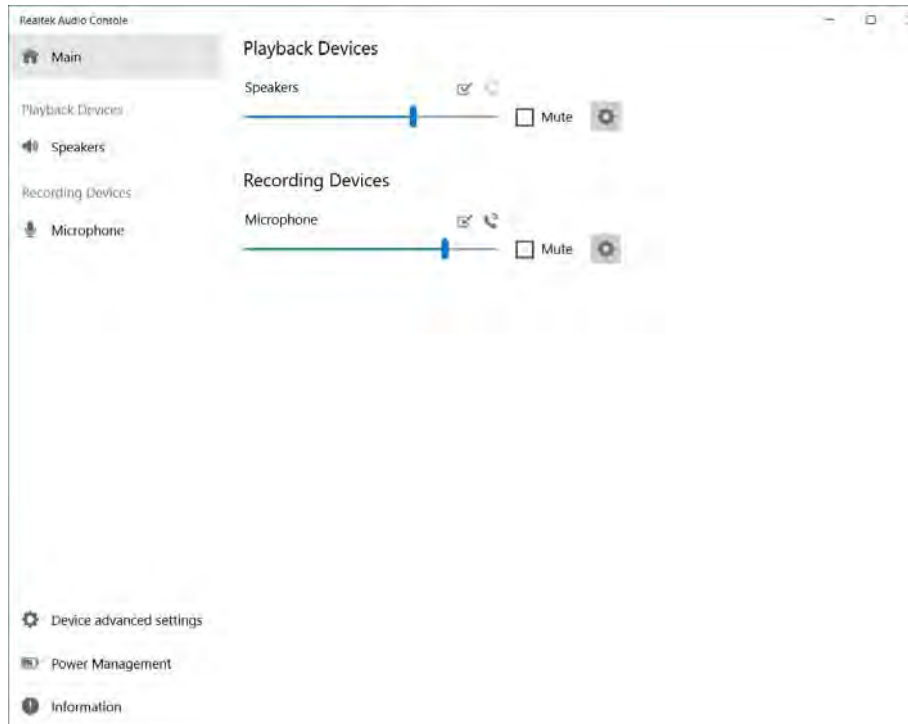 Realtek Audio Console
Main
Playback Devices
Speakers
Recording Devices
Microphone
Device advanced settings
Power Management
Information
Playback Devices
Speakers
Mute
Recording Devices
Microphone
Mute